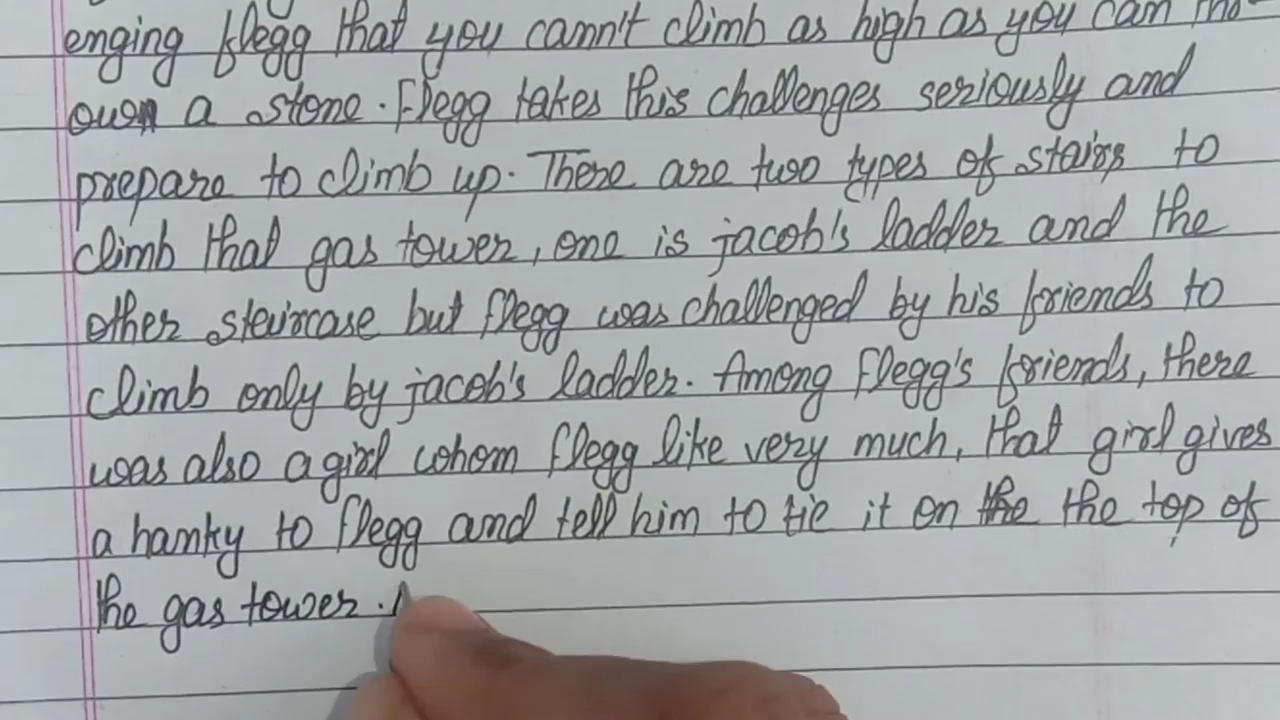 enging flegg that you cann't climb as high as you can thr
own a stone. Flegg takes this challenges seriously and
prepare to climb up. There are two types of stairs to
climb that gas tower, one is jacob's ladder and the
other staircase but flegg was challenged by his friends to
climb only by jacob's ladder. Among Flegg's friends, there
was also a girl whom flegg like very much, that girl gives
a hanky to flegg and tell him to tie it on the the top of
the gas tower.